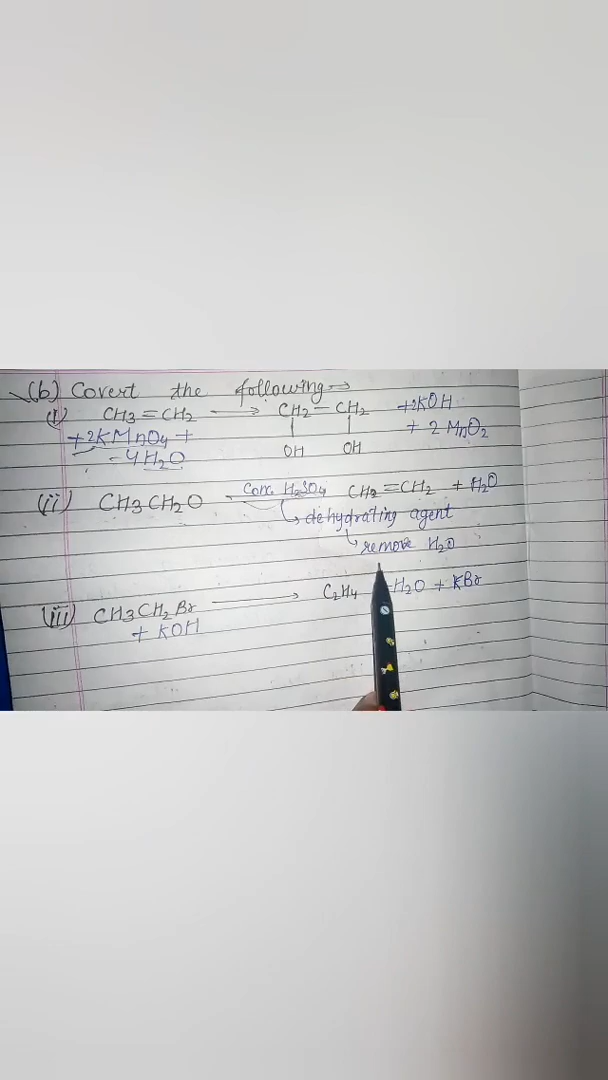 (b) Covert the following →
(i) CH3=CH2 → CH2-CH2 +2KOH
+2KMnO4 + + 2 MnO2
4H2O OH OH
(ii) CH3CH2O Conc. H2SO4 CH2=CH2 + H2O
↳ dehydrating agent
↳ remove H2O
(iii) CH3CH2Br → C2H4 H2O + KBr
+ KOH